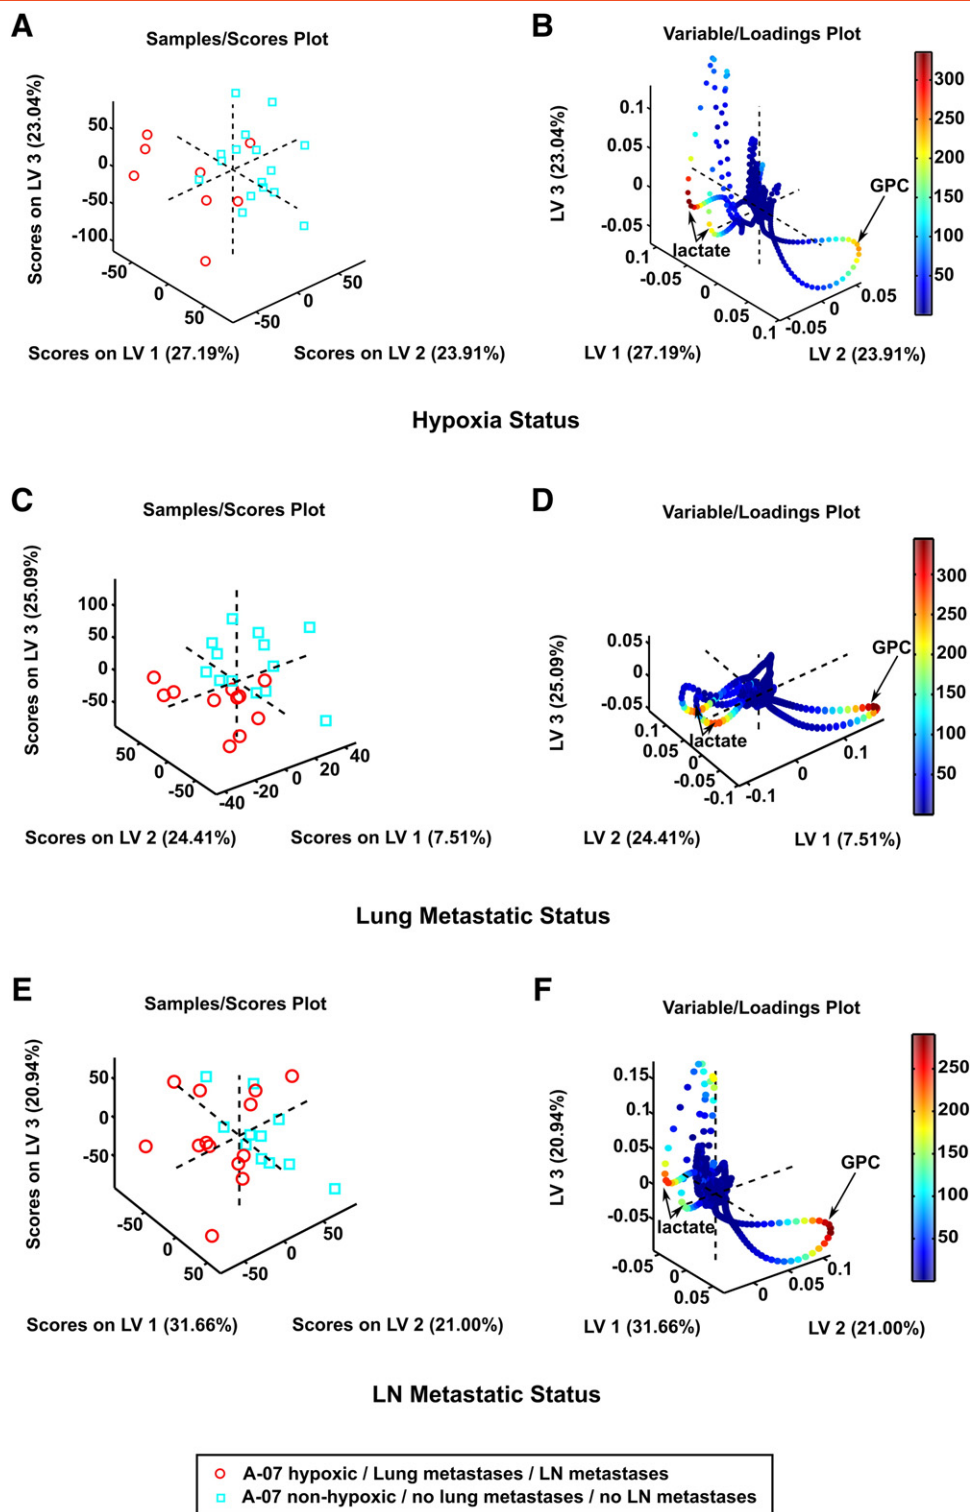 A
Samples/Scores Plot
Scores on LV 3 (23.04%)
50
0
-50
-100
-50
0
50
-50
0
50
Scores on LV 1 (27.19%)
Scores on LV 2 (23.91%)
B
Variable/Loadings Plot
LV 3 (23.04%)
0.1
0.05
0
-0.05
0.1
-0.05
0
0.05
0.1
-0.05
0
0.05
lactate
GPC
300
250
200
150
100
50
LV 1 (27.19%)
LV 2 (23.91%)
Hypoxia Status
C
Samples/Scores Plot
Scores on LV 3 (25.09%)
100
50
0
-50
50
0
-50
-40
-20
0
20
40
Scores on LV 2 (24.41%)
Scores on LV 1 (7.51%)
D
Variable/Loadings Plot
LV 3 (25.09%)
0.05
0
-0.05
0.1
0.05
0
-0.05
-0.1
-0.1
0
0.1
lactate
GPC
300
250
200
150
100
50
LV 2 (24.41%)
LV 1 (7.51%)
Lung Metastatic Status
E
Samples/Scores Plot
Scores on LV 3 (20.94%)
50
0
-50
-50
0
50
-50
0
50
Scores on LV 1 (31.66%)
Scores on LV 2 (21.00%)
F
Variable/Loadings Plot
LV 3 (20.94%)
0.15
0.1
0.05
0
-0.05
-0.05
0
0.05
0
0.05
0.1
lactate
GPC
250
200
150
100
50
LV 1 (31.66%)
LV 2 (21.00%)
LN Metastatic Status
A-07 hypoxic / Lung metastases / LN metastases
A-07 non-hypoxic / no lung metastases / no LN metastases